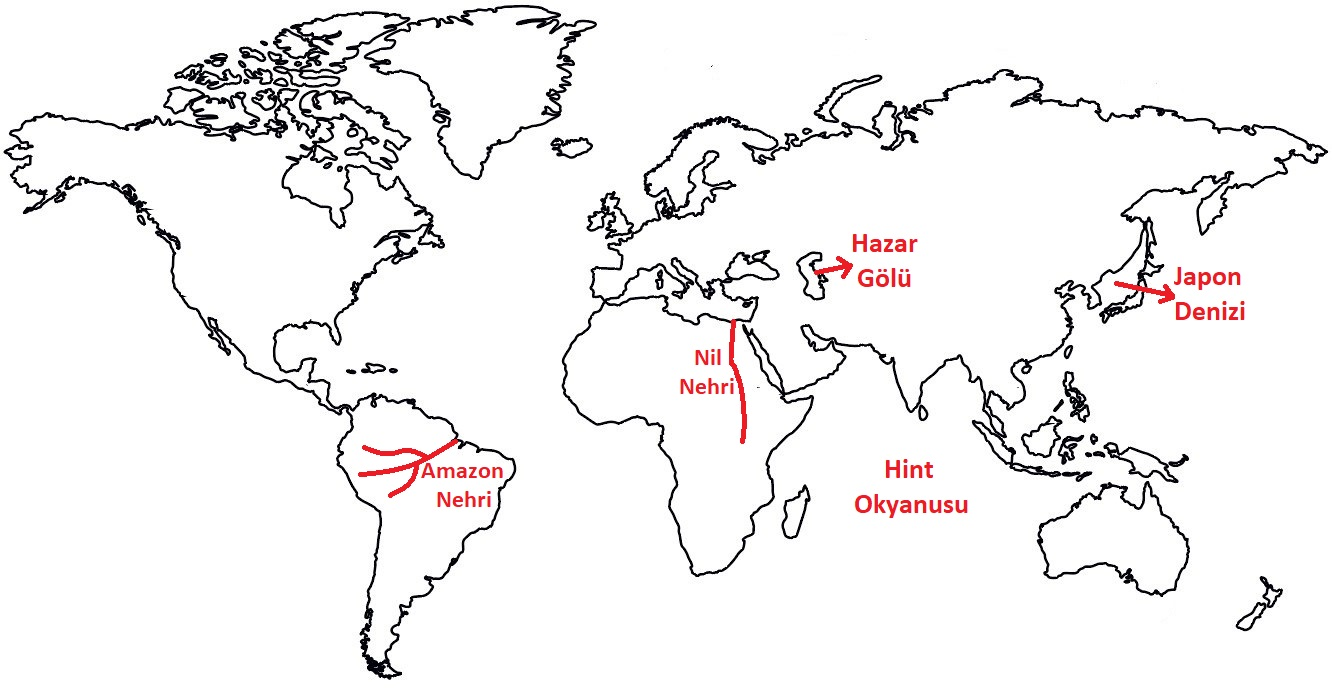 Hazar
Gölü
Japon
Denizi
Nil
Nehri
Amazon
Nehri
Hint
Okyanusu